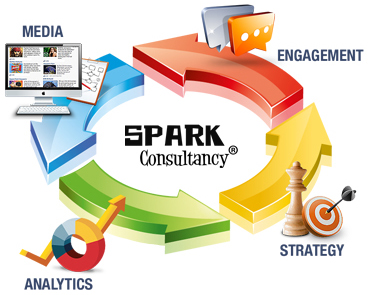 MEDIA
ENGAGEMENT
SPARK
Consultancy®
STRATEGY
ANALYTICS